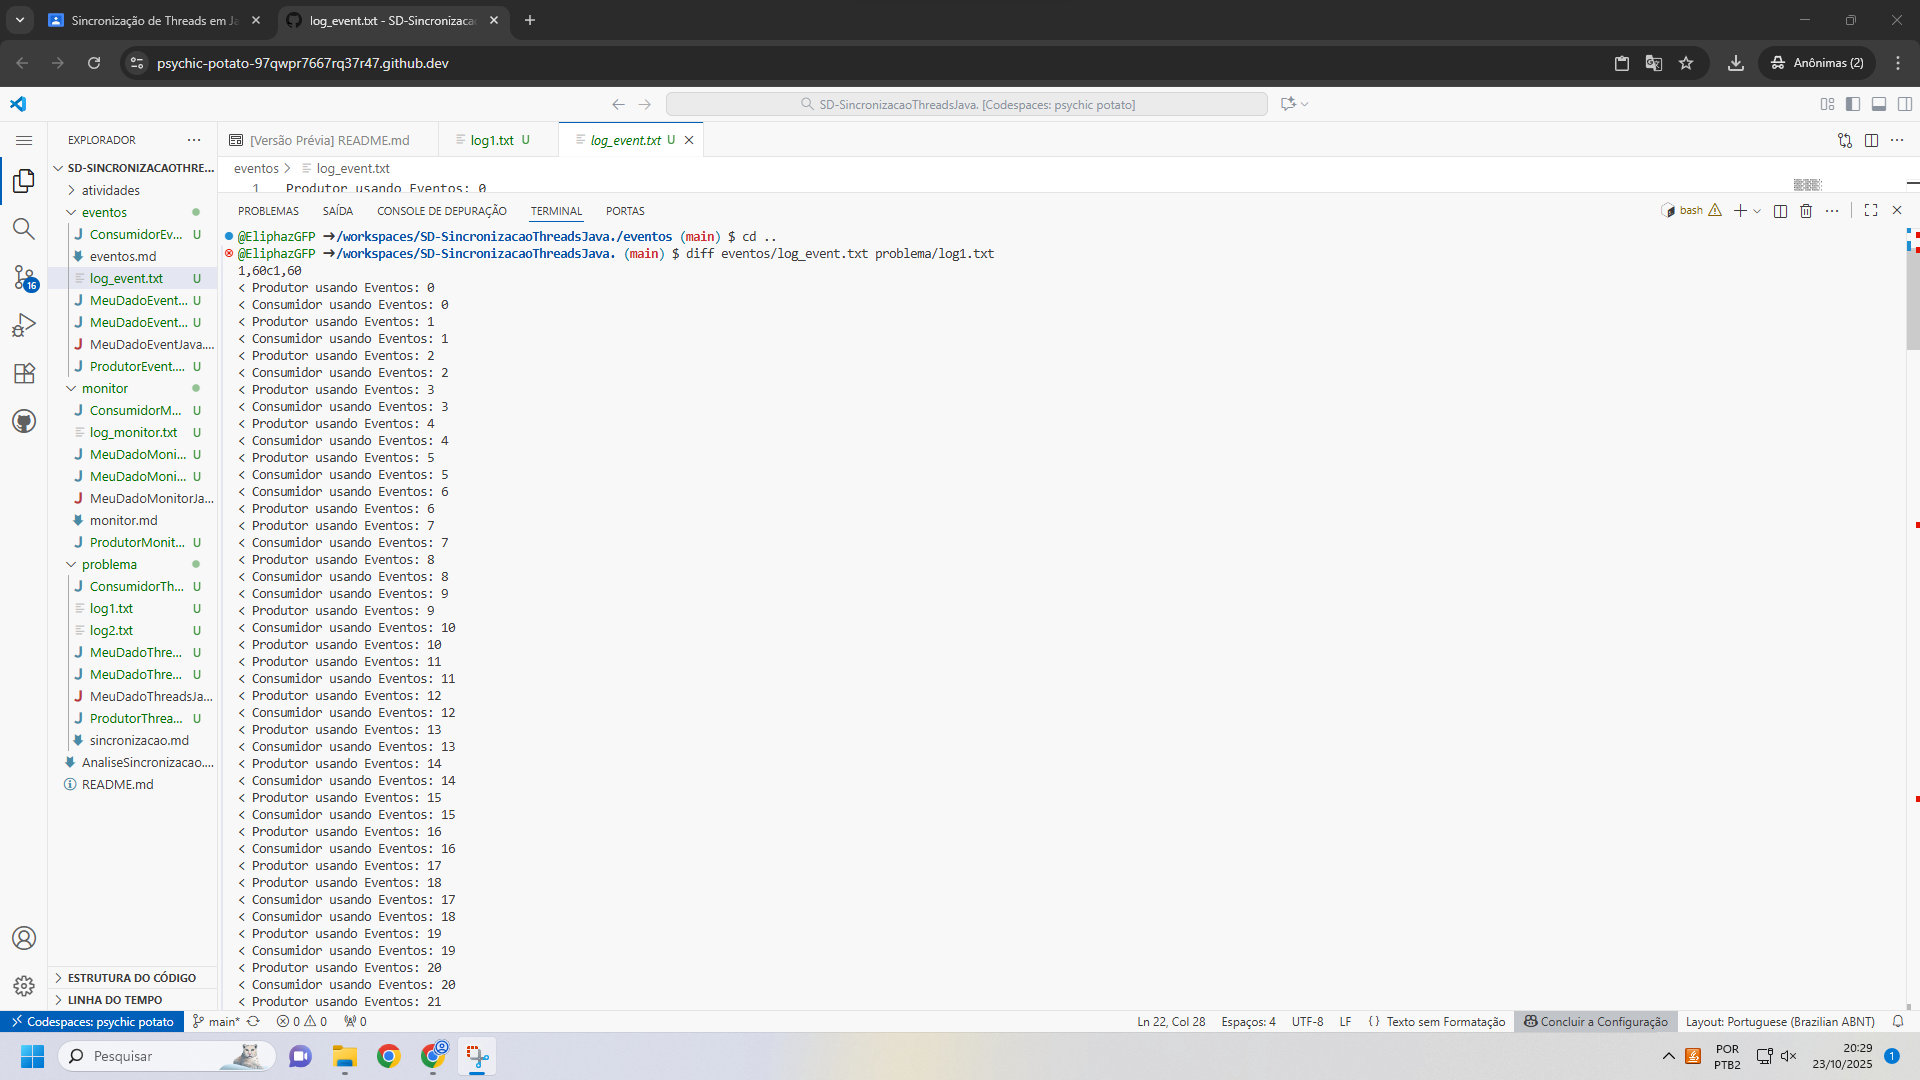 Sincronização de Threads em Ja
log_event.txt - SD-Sincronizaca
psychic-potato-97qwpr7667rq37r47.github.dev
Anônimas (2)
SD-SincronizacaoThreadsJava. [Codespaces: psychic potato]
EXPLORADOR
SD-SINCRONIZACAOTHRE...
atividades
eventos
ConsumidorEv... U
eventos.md
log_event.txt U
MeuDadoEvent... U
MeuDadoEvent... U
MeuDadoEventJava....
ProdutorEvent.... U
monitor
ConsumidorM... U
log_monitor.txt U
MeuDadoMoni... U
MeuDadoMoni... U
MeuDadoMonitorJa...
monitor.md
ProdutorMonit... U
problema
ConsumidorTh... U
log1.txt U
log2.txt U
MeuDadoThre... U
MeuDadoThre... U
MeuDadoThreadsJa...
ProdutorThrea... U
sincronizacao.md
AnaliseSincronizacao....
README.md
ESTRUTURA DO CÓDIGO
LINHA DO TEMPO
16
[Versão Prévia] README.md
log1.txt U
log_event.txt U
eventos > log_event.txt
1 Produtor usando Eventos: 0
PROBLEMAS SAÍDA CONSOLE DE DEPURAÇÃO TERMINAL PORTAS
bash
@EliphazGFP ➜/workspaces/SD-SincronizacaoThreadsJava./eventos (main) $ cd ..
@EliphazGFP ➜/workspaces/SD-SincronizacaoThreadsJava. (main) $ diff eventos/log_event.txt problema/log1.txt
1,60c1,60
< Produtor usando Eventos: 0
< Consumidor usando Eventos: 0
< Produtor usando Eventos: 1
< Consumidor usando Eventos: 1
< Produtor usando Eventos: 2
< Consumidor usando Eventos: 2
< Produtor usando Eventos: 3
< Consumidor usando Eventos: 3
< Produtor usando Eventos: 4
< Consumidor usando Eventos: 4
< Produtor usando Eventos: 5
< Consumidor usando Eventos: 5
< Consumidor usando Eventos: 6
< Produtor usando Eventos: 6
< Produtor usando Eventos: 7
< Consumidor usando Eventos: 7
< Produtor usando Eventos: 8
< Consumidor usando Eventos: 8
< Consumidor usando Eventos: 9
< Produtor usando Eventos: 9
< Consumidor usando Eventos: 10
< Produtor usando Eventos: 10
< Produtor usando Eventos: 11
< Consumidor usando Eventos: 11
< Produtor usando Eventos: 12
< Consumidor usando Eventos: 12
< Produtor usando Eventos: 13
< Consumidor usando Eventos: 13
< Produtor usando Eventos: 14
< Consumidor usando Eventos: 14
< Produtor usando Eventos: 15
< Consumidor usando Eventos: 15
< Produtor usando Eventos: 16
< Consumidor usando Eventos: 16
< Produtor usando Eventos: 17
< Produtor usando Eventos: 18
< Consumidor usando Eventos: 17
< Consumidor usando Eventos: 18
< Produtor usando Eventos: 19
< Consumidor usando Eventos: 19
< Produtor usando Eventos: 20
< Consumidor usando Eventos: 20
< Produtor usando Eventos: 21
Codespaces: psychic potato main* 0 0 0 Ln 22, Col 28 Espaços: 4 UTF-8 LF {} Texto sem Formatação Concluir a Configuração Layout: Portuguese (Brazilian ABNT)
Pesquisar
POR
PTB2
20:29
23/10/2025
1